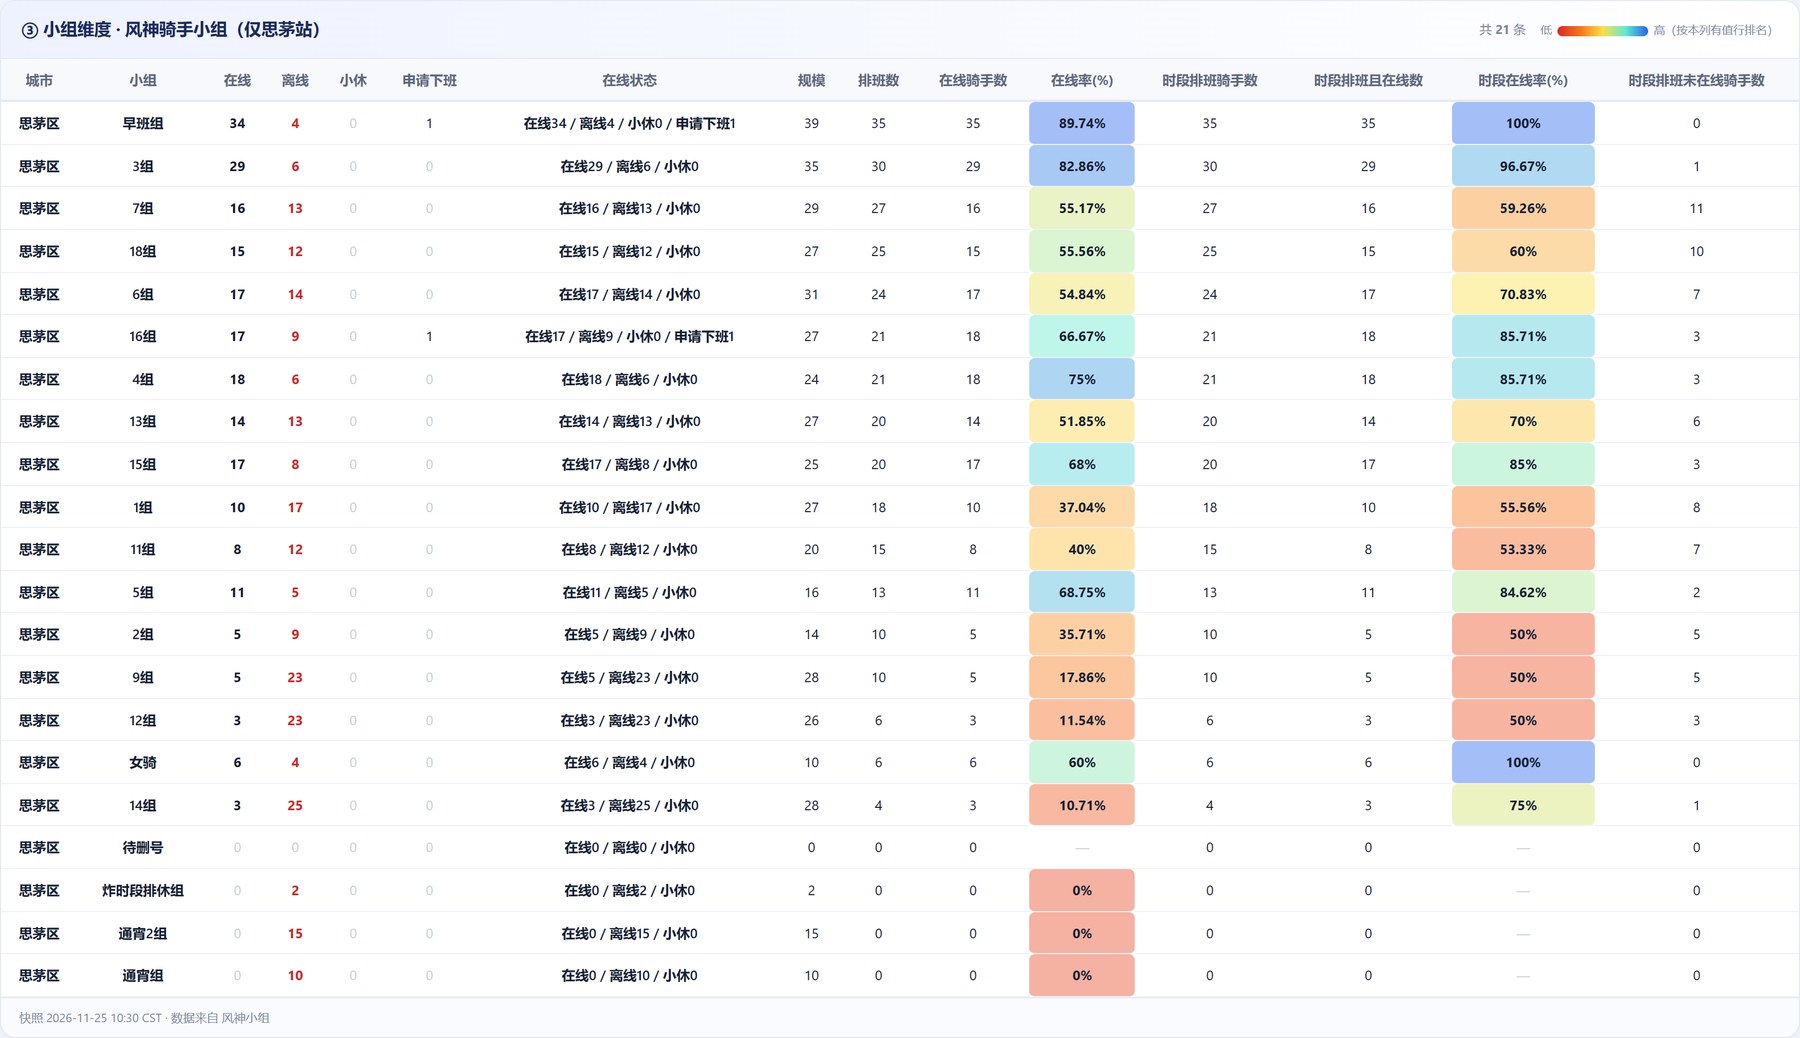 ③ 小组维度 · 风神骑手小组（仅思茅站） 共 21 条 低 高 (按本列有值行排名)
城市 小组 在线 离线 小休 申请下班 在线状态 规模 排班数 在线骑手数 在线率(%) 时段排班骑手数 时段排班且在线数 时段在线率(%) 时段排班未在线骑手数
思茅区 早班组 34 4 0 1 在线34 / 离线4 / 小休0 / 申请下班1 39 35 35 89.74% 35 35 100% 0
思茅区 3组 29 6 0 0 在线29 / 离线6 / 小休0 35 30 29 82.86% 30 29 96.67% 1
思茅区 7组 16 13 0 0 在线16 / 离线13 / 小休0 29 27 16 55.17% 27 16 59.26% 11
思茅区 18组 15 12 0 0 在线15 / 离线12 / 小休0 27 25 15 55.56% 25 15 60% 10
思茅区 6组 17 14 0 0 在线17 / 离线14 / 小休0 31 24 17 54.84% 24 17 70.83% 7
思茅区 16组 17 9 0 1 在线17 / 离线9 / 小休0 / 申请下班1 27 21 18 66.67% 21 18 85.71% 3
思茅区 4组 18 6 0 0 在线18 / 离线6 / 小休0 24 21 18 75% 21 18 85.71% 3
思茅区 13组 14 13 0 0 在线14 / 离线13 / 小休0 27 20 14 51.85% 20 14 70% 6
思茅区 15组 17 8 0 0 在线17 / 离线8 / 小休0 25 20 17 68% 20 17 85% 3
思茅区 1组 10 17 0 0 在线10 / 离线17 / 小休0 27 18 10 37.04% 18 10 55.56% 8
思茅区 11组 8 12 0 0 在线8 / 离线12 / 小休0 20 15 8 40% 15 8 53.33% 7
思茅区 5组 11 5 0 0 在线11 / 离线5 / 小休0 16 13 11 68.75% 13 11 84.62% 2
思茅区 2组 5 9 0 0 在线5 / 离线9 / 小休0 14 10 5 35.71% 10 5 50% 5
思茅区 9组 5 23 0 0 在线5 / 离线23 / 小休0 28 10 5 17.86% 10 5 50% 5
思茅区 12组 3 23 0 0 在线3 / 离线23 / 小休0 26 6 3 11.54% 6 3 50% 3
思茅区 女骑 6 4 0 0 在线6 / 离线4 / 小休0 10 6 6 60% 6 6 100% 0
思茅区 14组 3 25 0 0 在线3 / 离线25 / 小休0 28 4 3 10.71% 4 3 75% 1
思茅区 待删号 0 0 0 0 在线0 / 离线0 / 小休0 0 0 0 — 0 0 — 0
思茅区 炸时段排休组 0 2 0 0 在线0 / 离线2 / 小休0 2 0 0 0% 0 0 — 0
思茅区 通宵2组 0 15 0 0 在线0 / 离线15 / 小休0 15 0 0 0% 0 0 — 0
思茅区 通宵组 0 10 0 0 在线0 / 离线10 / 小休0 10 0 0 0% 0 0 — 0
快照 2026-11-25 10:30 CST · 数据来自 风神小组